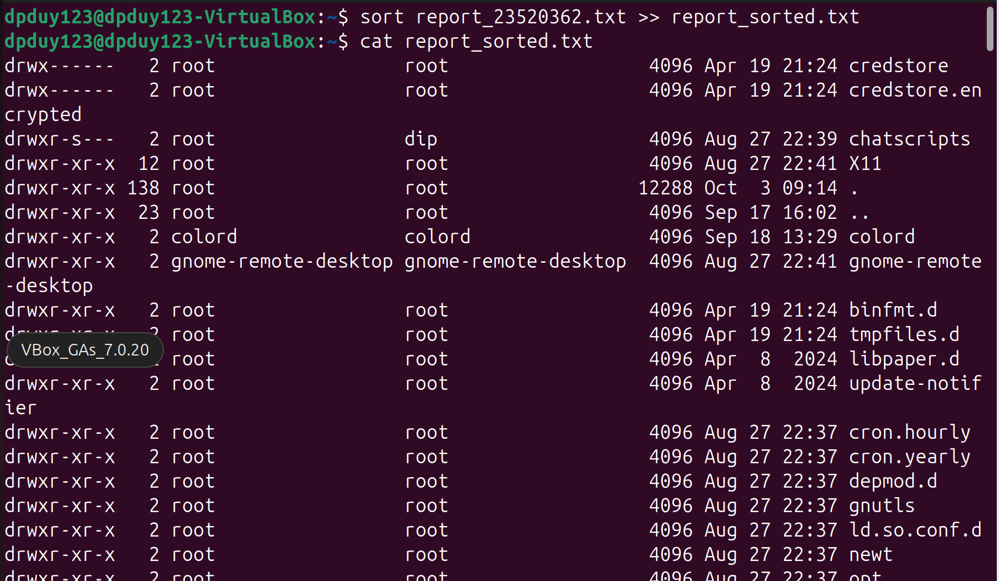 dpduy123@dpduy123-VirtualBox:~$ sort report_23520362.txt >> report_sorted.txt
dpduy123@dpduy123-VirtualBox:~$ cat report_sorted.txt
drwx------   2 root                 root                  4096 Apr 19 21:24 credstore
drwx------   2 root                 root                  4096 Apr 19 21:24 credstore.en
crypted
drwxr-s---   2 root                 dip                   4096 Aug 27 22:39 chatscripts
drwxr-xr-x  12 root                 root                  4096 Aug 27 22:41 X11
drwxr-xr-x 138 root                 root                 12288 Oct  3 09:14 .
drwxr-xr-x  23 root                 root                  4096 Sep 17 16:02 ..
drwxr-xr-x   2 colord               colord                4096 Sep 18 13:29 colord
drwxr-xr-x   2 gnome-remote-desktop gnome-remote-desktop  4096 Aug 27 22:41 gnome-remote
-desktop
drwxr-xr-x   2 root                 root                  4096 Apr 19 21:24 binfmt.d
drwxr-xr-x   2 root                 root                  4096 Apr 19 21:24 tmpfiles.d
VBox_GAs_7.0.20
root                 root                  4096 Apr  8  2024 libpaper.d
drwxr-xr-x   2 root                 root                  4096 Apr  8  2024 update-notif
ier
drwxr-xr-x   2 root                 root                  4096 Aug 27 22:37 cron.hourly
drwxr-xr-x   2 root                 root                  4096 Aug 27 22:37 cron.yearly
drwxr-xr-x   2 root                 root                  4096 Aug 27 22:37 depmod.d
drwxr-xr-x   2 root                 root                  4096 Aug 27 22:37 gnutls
drwxr-xr-x   2 root                 root                  4096 Aug 27 22:37 ld.so.conf.d
drwxr-xr-x   2 root                 root                  4096 Aug 27 22:37 newt
drwxr-xr-x   2 root                 root                  4096 Aug 27 22:37 opt